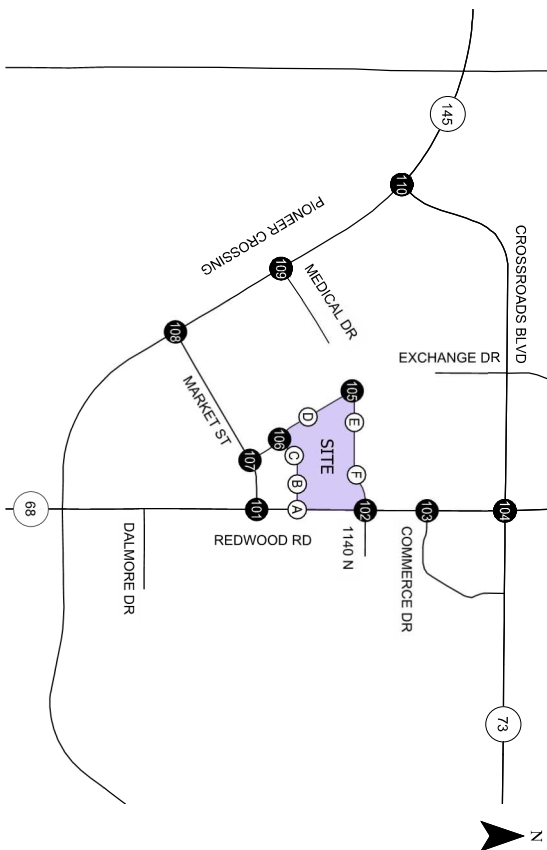 145
110
PIONEER CROSSING
CROSSROADS BLVD
109
MEDICAL DR
108
EXCHANGE DR
MARKET ST
105
D
E
106
C
SITE
107
F
B
68
101
A
102
103
104
REDWOOD RD
1140 N
DALMORE DR
COMMERCE DR
73
N